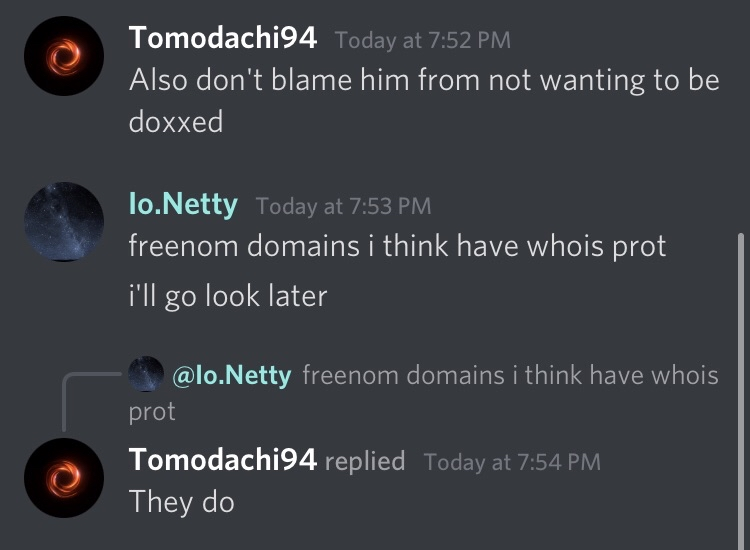 Tomodachi94 Today at 7:52 PM
Also don't blame him from not wanting to be
doxxed
Io.Netty Today at 7:53 PM
freenom domains i think have whois prot
i'll go look later
@Io.Netty freenom domains i think have whois
prot
Tomodachi94 replied Today at 7:54 PM
They do